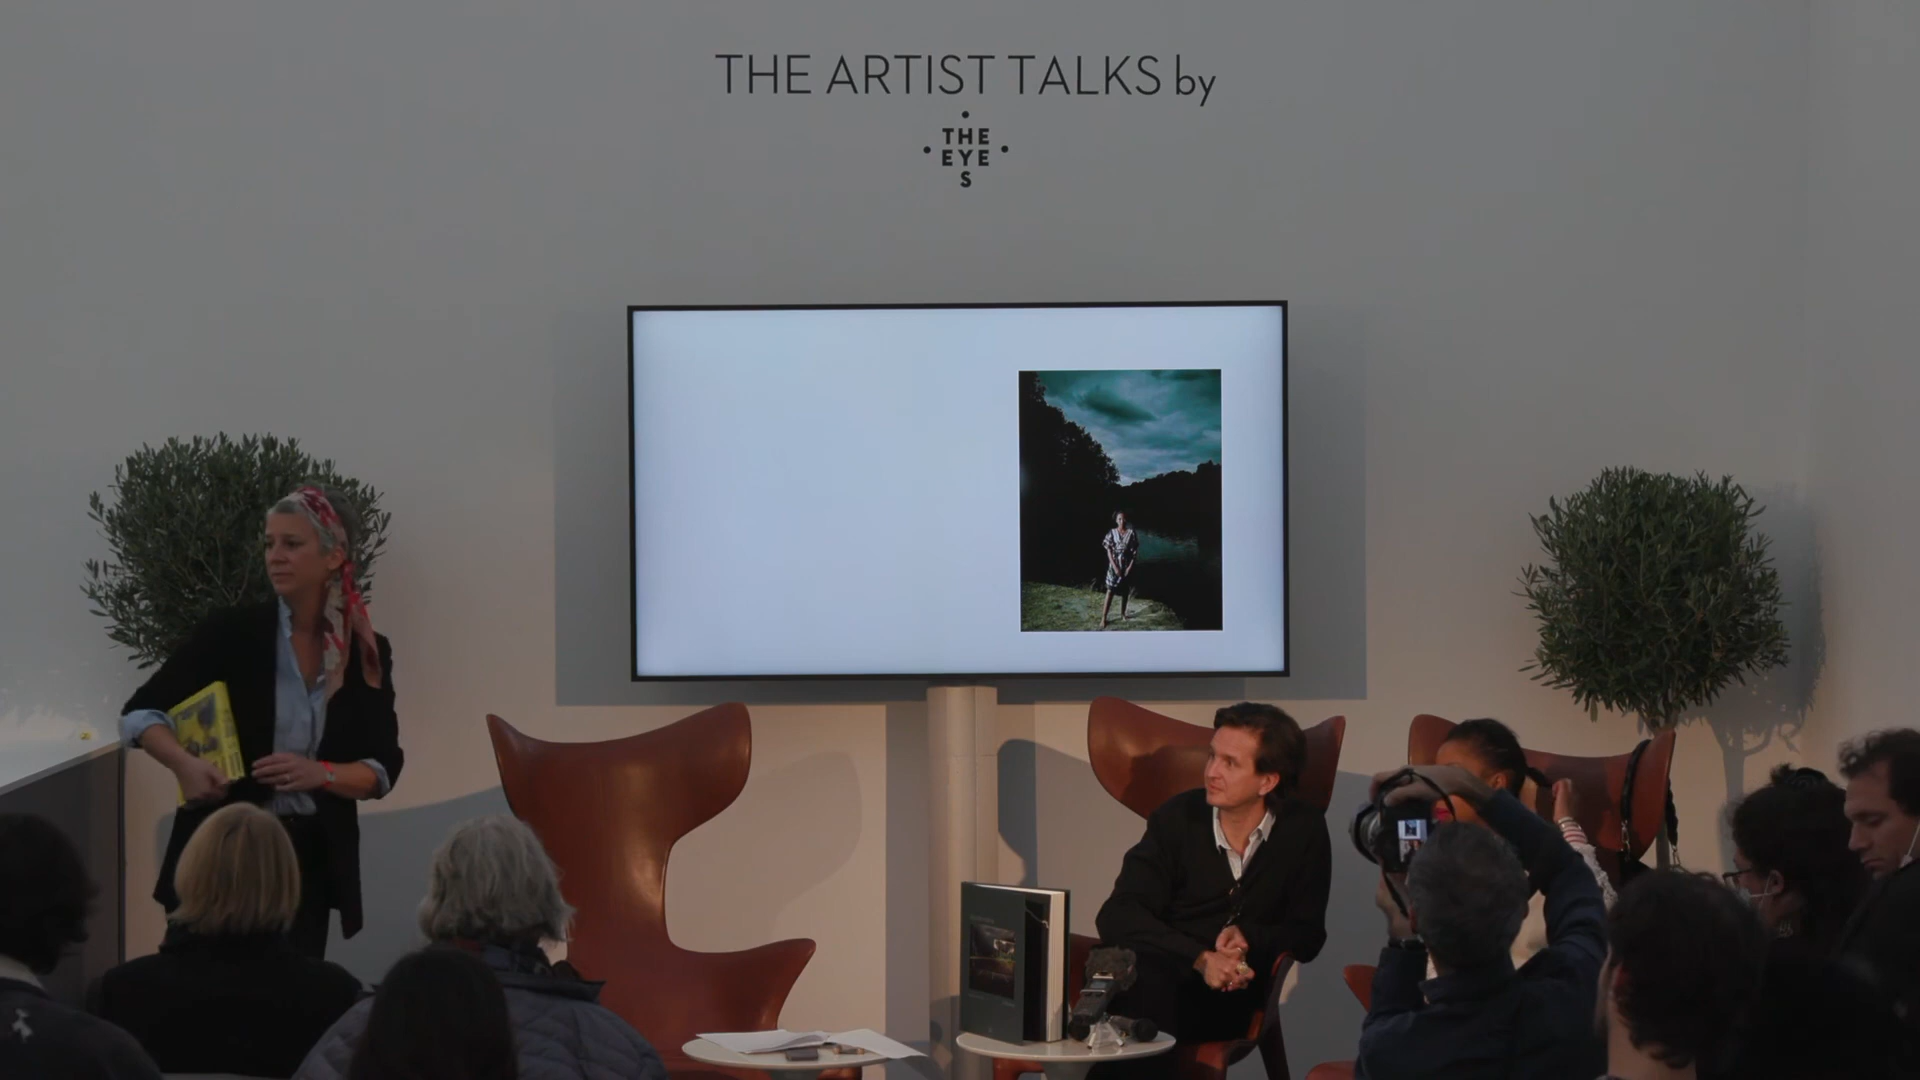 THE ARTIST TALKS by
THE
EYE
S